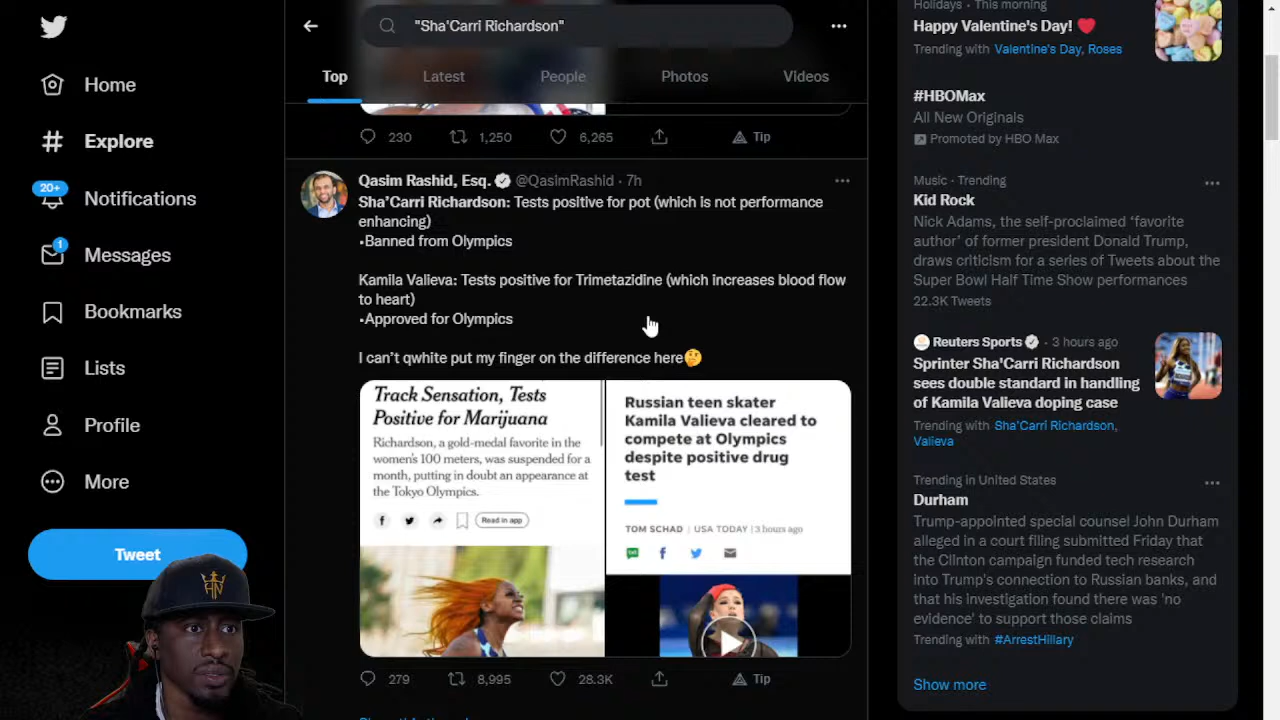 "Sha'Carri Richardson"
Top
Latest
People
Photos
Videos
20+
1
Home
Explore
Notifications
Messages
Bookmarks
Lists
Profile
More
Tweet
HN
230
1,250
6,265
Tip
Qasim Rashid, Esq. @QasimRashid · 7h
Sha'Carri Richardson: Tests positive for pot (which is not performance
enhancing)
•Banned from Olympics
Kamila Valieva: Tests positive for Trimetazidine (which increases blood flow
to heart)
•Approved for Olympics
I can't qwhite put my finger on the difference here🤔
Track Sensation, Tests
Positive for Marijuana
Richardson, a gold-medal favorite in the
women's 100 meters, was suspended for a
month, putting in doubt an appearance at
the Tokyo Olympics.
Read in app
Russian teen skater
Kamila Valieva cleared to
compete at Olympics
despite positive drug
test
TOM SCHAD | USA TODAY | 3 hours ago
279
8,995
28.3K
Tip
Holidays · This morning
Happy Valentine's Day! ❤️
Trending with Valentine's Day, Roses
#HBOMax
All New Originals
Promoted by HBO Max
Music · Trending
Kid Rock
Nick Adams, the self-proclaimed 'favorite
author' of former president Donald Trump,
draws criticism for a series of Tweets about the
Super Bowl Half Time Show performances
22.3K Tweets
Reuters Sports · 3 hours ago
Sprinter Sha'Carri Richardson
sees double standard in handling
of Kamila Valieva doping case
Trending with Sha'Carri Richardson,
Valieva
Trending in United States
Durham
Trump-appointed special counsel John Durham
alleged in a court filing submitted Friday that
the Clinton campaign funded tech research
into Trump's connection to Russian banks, and
that his investigation found there was 'no
evidence' to support those claims
Trending with #ArrestHillary
Show more